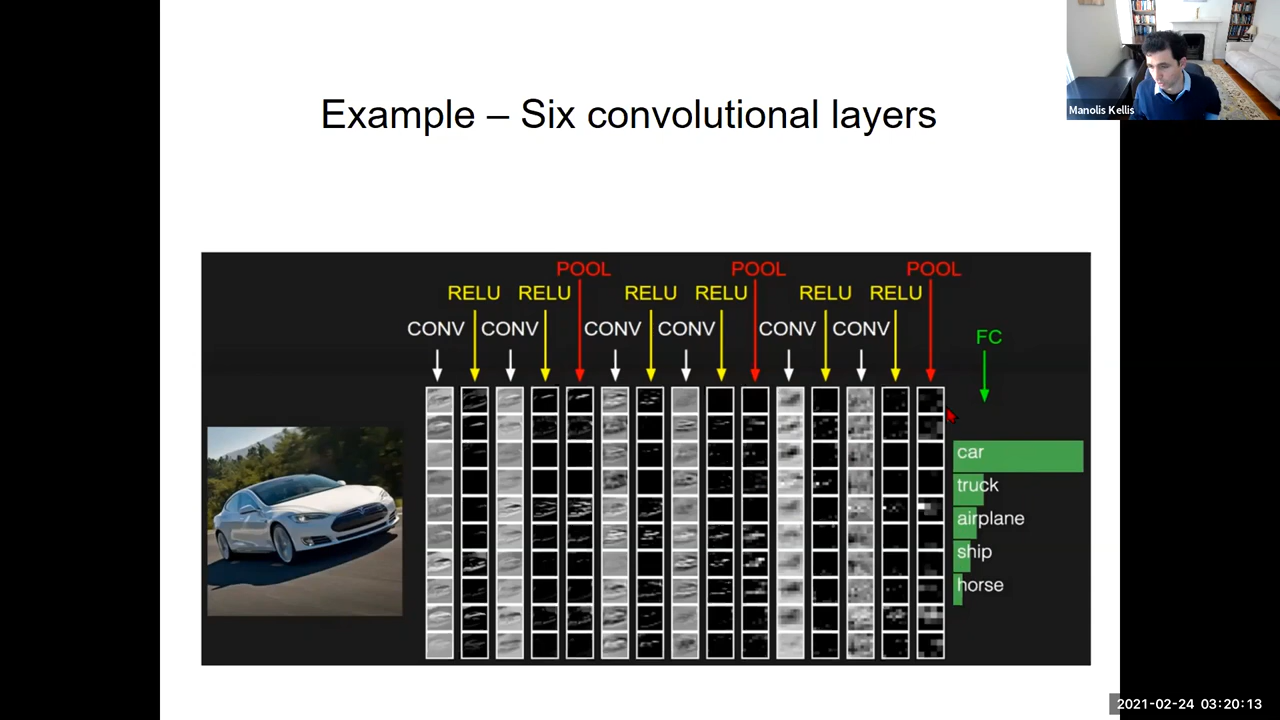 Manolis Kellis
Example – Six convolutional layers
POOL POOL POOL
RELU RELU RELU RELU RELU RELU
CONV CONV CONV CONV CONV CONV
FC
car
truck
airplane
ship
horse
2021-02-24 03:20:13